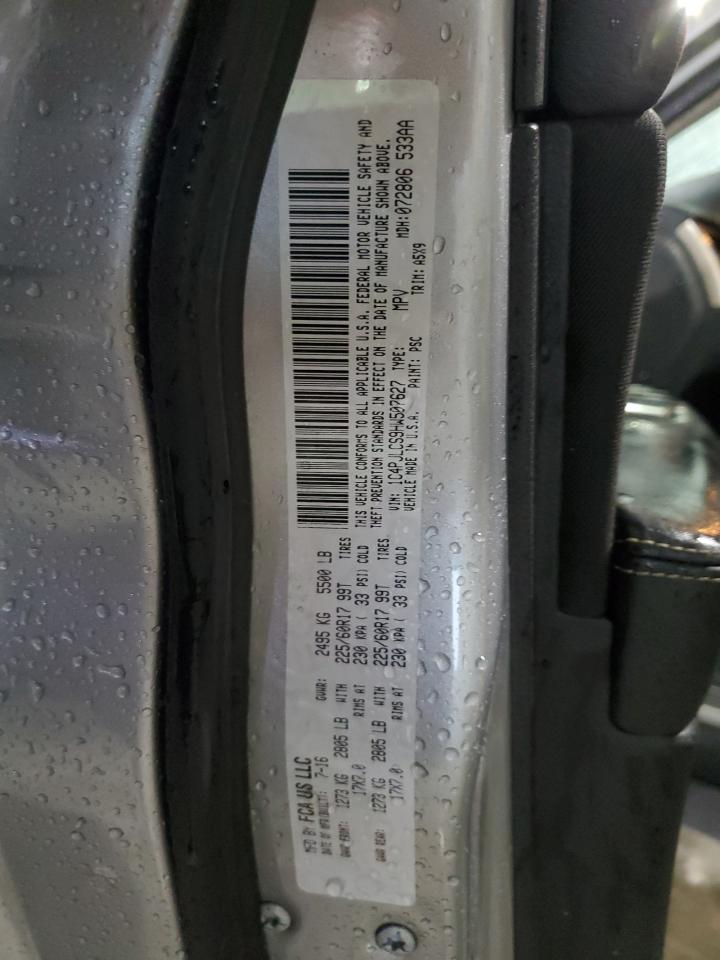 MFD BY FCA US LLC
DATE OF MFR(BUILT): 7-16 GVWR: 2495 KG 5500 LB
GAWR FRONT: 1273 KG 2805 LB WITH 225/60R17 99T TIRES
17X7.0 RIMS AT 230 KPA ( 33 PSI) COLD
GAWR REAR: 1273 KG 2805 LB WITH 225/60R17 99T TIRES
17X7.0 RIMS AT 230 KPA ( 33 PSI) COLD
THIS VEHICLE CONFORMS TO ALL APPLICABLE U.S.A. FEDERAL MOTOR VEHICLE SAFETY AND
THEFT PREVENTION STANDARDS IN EFFECT ON THE DATE OF MANUFACTURE SHOWN ABOVE.
VIN: 1C4PJLCS9HW507627 TYPE: MPV MDH:072806 533AA
VEHICLE MADE IN U.S.A. PAINT: PSC TRIM: A5X9